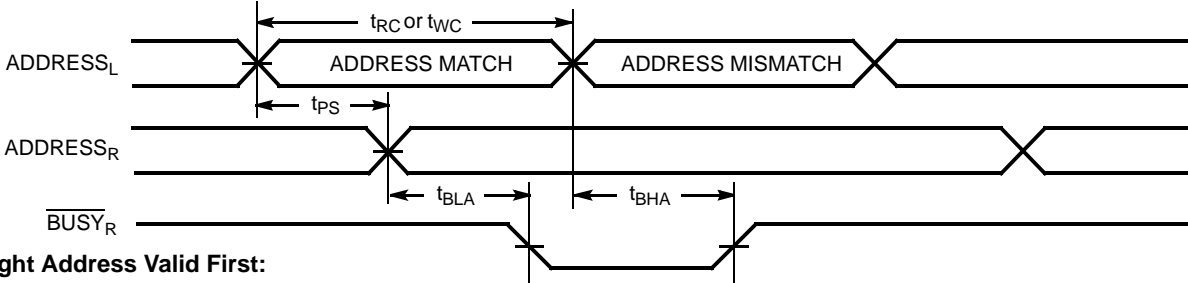 tRC or tWC
ADDRESSL ADDRESS MATCH ADDRESS MISMATCH
tPS
ADDRESSR
tBLA tBHA
BUSYR
ght Address Valid First: